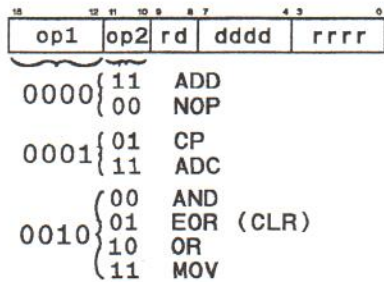 15 12 11 10 9 8 7 4 3 0
op1 op2 rd dddd rrrr
0000 11 ADD
00 NOP
0001 01 CP
11 ADC
0010 00 AND
01 EOR (CLR)
10 OR
11 MOV